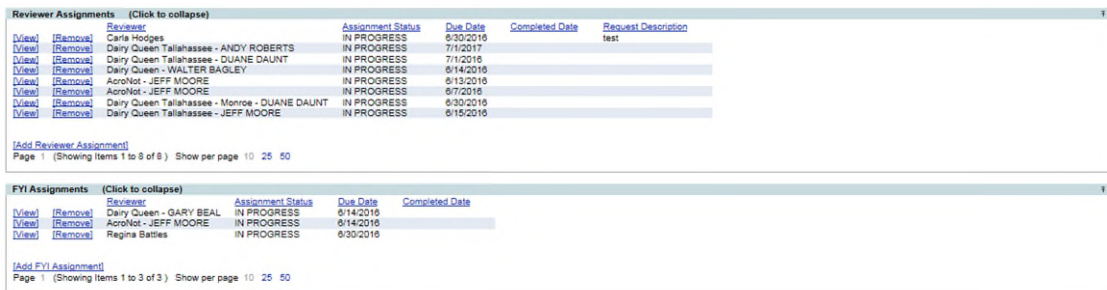 Reviewer Assignments (Click to collapse)
Reviewer Assignment Status Due Date Completed Date Request Description
[View] [Remove] Carla Hodges IN PROGRESS 6/30/2016 test
[View] [Remove] Dairy Queen Tallahassee - ANDY ROBERTS IN PROGRESS 7/1/2017
[View] [Remove] Dairy Queen Tallahassee - DUANE DAUNT IN PROGRESS 7/1/2016
[View] [Remove] Dairy Queen - WALTER BAGLEY IN PROGRESS 6/14/2016
[View] [Remove] AcroNot - JEFF MOORE IN PROGRESS 6/13/2016
[View] [Remove] AcroNot - JEFF MOORE IN PROGRESS 6/7/2016
[View] [Remove] Dairy Queen Tallahassee - Monroe - DUANE DAUNT IN PROGRESS 6/30/2016
[View] [Remove] Dairy Queen Tallahassee - JEFF MOORE IN PROGRESS 6/15/2016
[Add Reviewer Assignment]
Page 1 (Showing Items 1 to 8 of 8 ) Show per page 10 25 50
FYI Assignments (Click to collapse)
Reviewer Assignment Status Due Date Completed Date
[View] [Remove] Dairy Queen - GARY BEAL IN PROGRESS 6/14/2016
[View] [Remove] AcroNot - JEFF MOORE IN PROGRESS 6/14/2016
[View] [Remove] Regina Battles IN PROGRESS 6/30/2016
[Add FYI Assignment]
Page 1 (Showing Items 1 to 3 of 3 ) Show per page 10 25 50